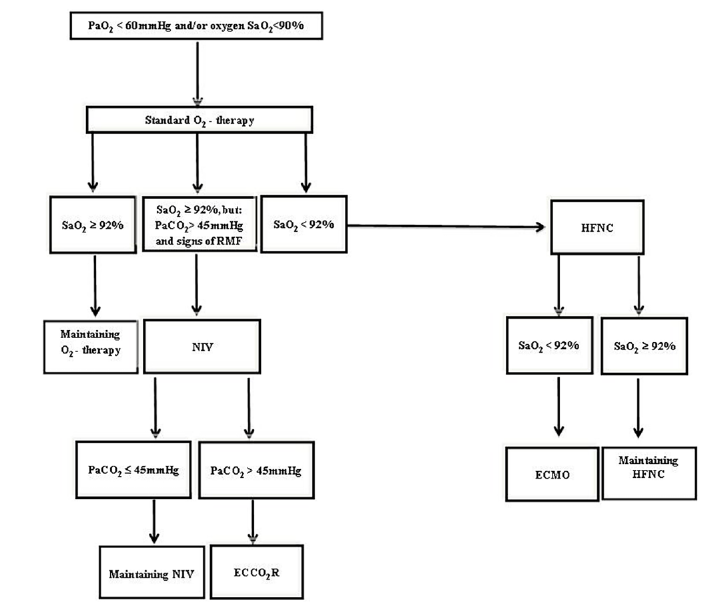 PaO₂ < 60mmHg and/or oxygen SaO₂<90%
Standard O₂ - therapy
SaO₂ ≥ 92%
SaO₂ ≥ 92%, but:
PaCO₂> 45mmHg
and signs of RMF
SaO₂ < 92%
HFNC
Maintaining
O₂ - therapy
NIV
SaO₂ < 92%
SaO₂ ≥ 92%
PaCO₂ ≤ 45mmHg
PaCO₂ > 45mmHg
ECMO
Maintaining
HFNC
Maintaining NIV
ECCO₂R